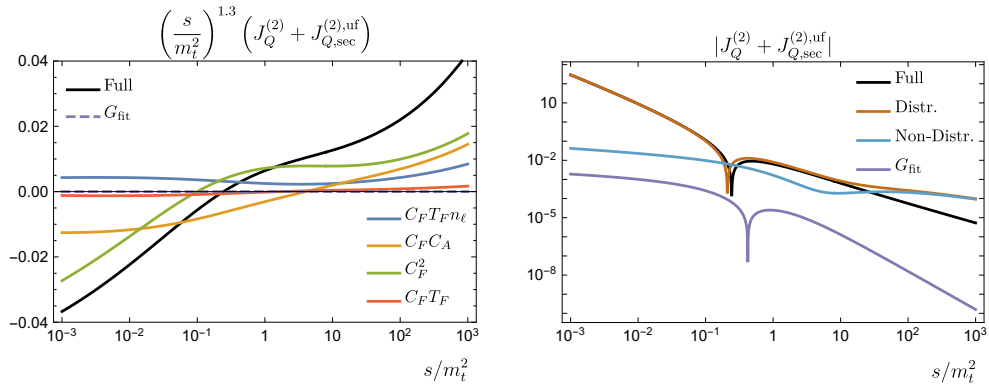 (s/m_t^2)^{1.3} (J_Q^{(2)} + J_{Q,sec}^{(2),uf})
0.04
0.02
0.00
−0.02
−0.04
Full
G_fit
C_F T_F n_ℓ
C_F C_A
C_F^2
C_F T_F
10^{−3} 10^{−2} 10^{−1} 1 10 10^2 10^3
s/m_t^2
|J_Q^{(2)} + J_{Q,sec}^{(2),uf}|
10
10^{−2}
10^{−5}
10^{−8}
Full
Distr.
Non-Distr.
G_fit
10^{−3} 10^{−2} 10^{−1} 1 10 10^2 10^3
s/m_t^2